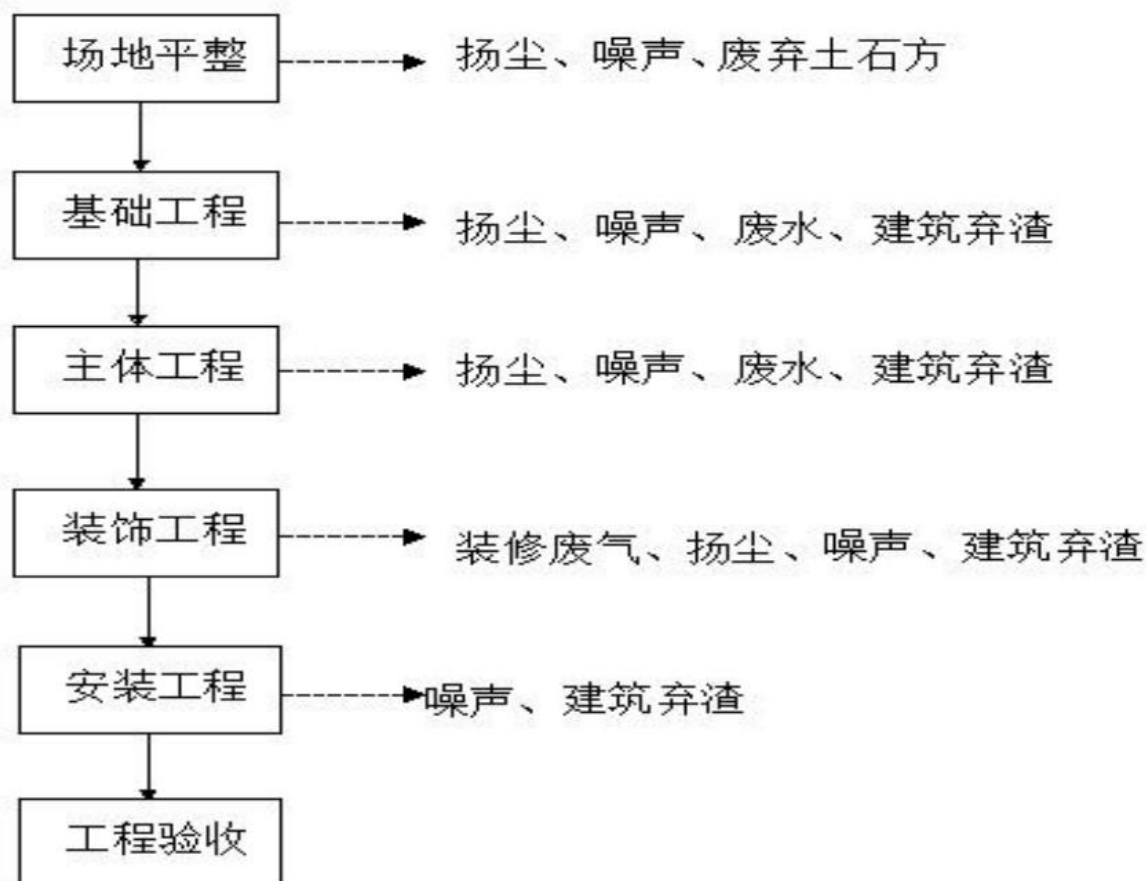 场地平整 扬尘、噪声、废弃土石方
基础工程 扬尘、噪声、废水、建筑弃渣
主体工程 扬尘、噪声、废水、建筑弃渣
装饰工程 装修废气、扬尘、噪声、建筑弃渣
安装工程 噪声、建筑弃渣
工程验收